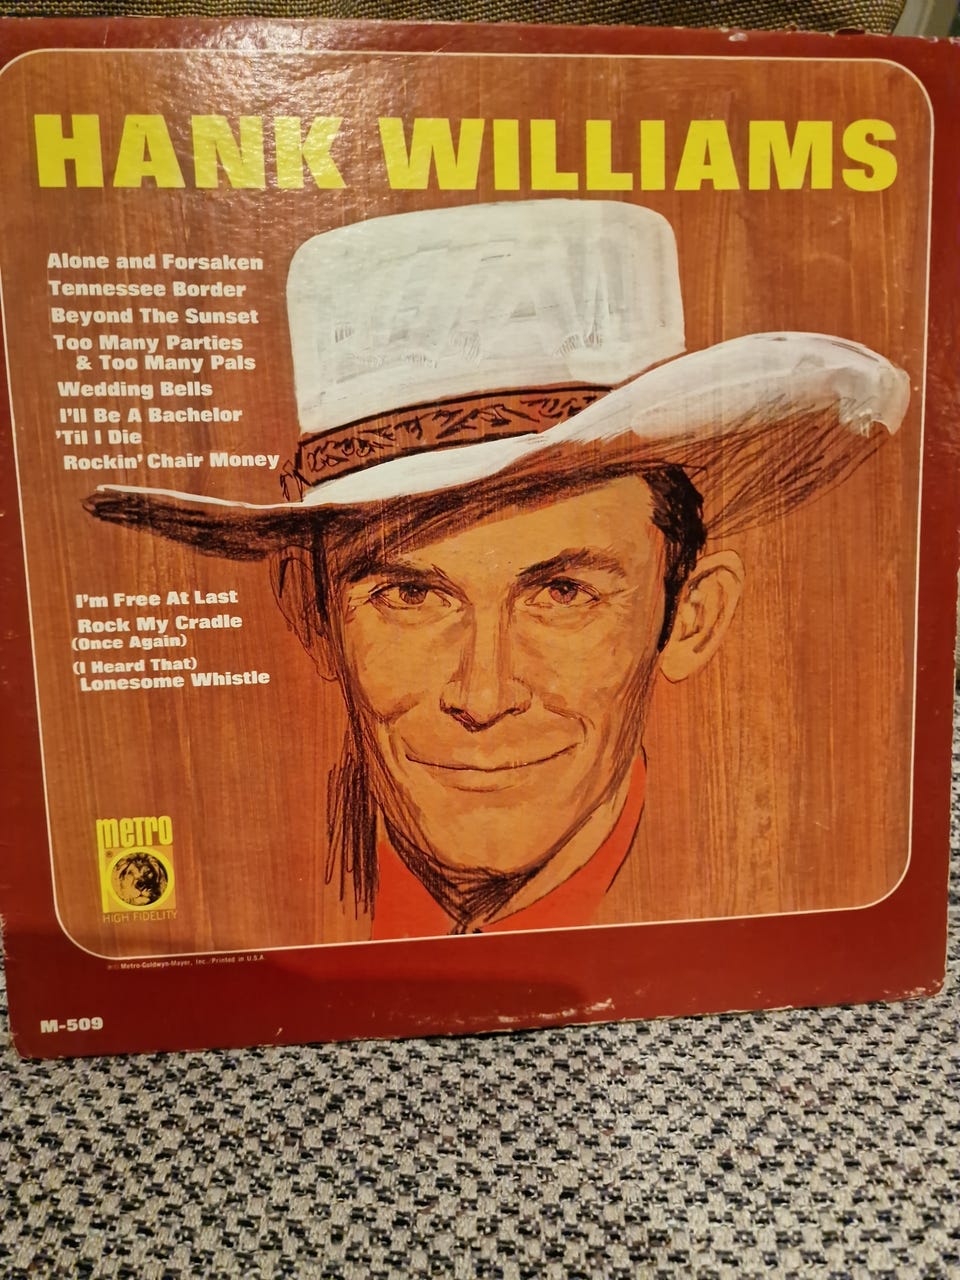 HANK WILLIAMS
Alone and Forsaken
Tennessee Border
Beyond The Sunset
Too Many Parties
& Too Many Pals
Wedding Bells
I'll Be A Bachelor
'Til I Die
Rockin' Chair Money
I'm Free At Last
Rock My Cradle
(Once Again)
(I Heard That)
Lonesome Whistle
METRO
HIGH FIDELITY
Metro-Goldwyn-Mayer, Inc./Printed in U.S.A.
M-509